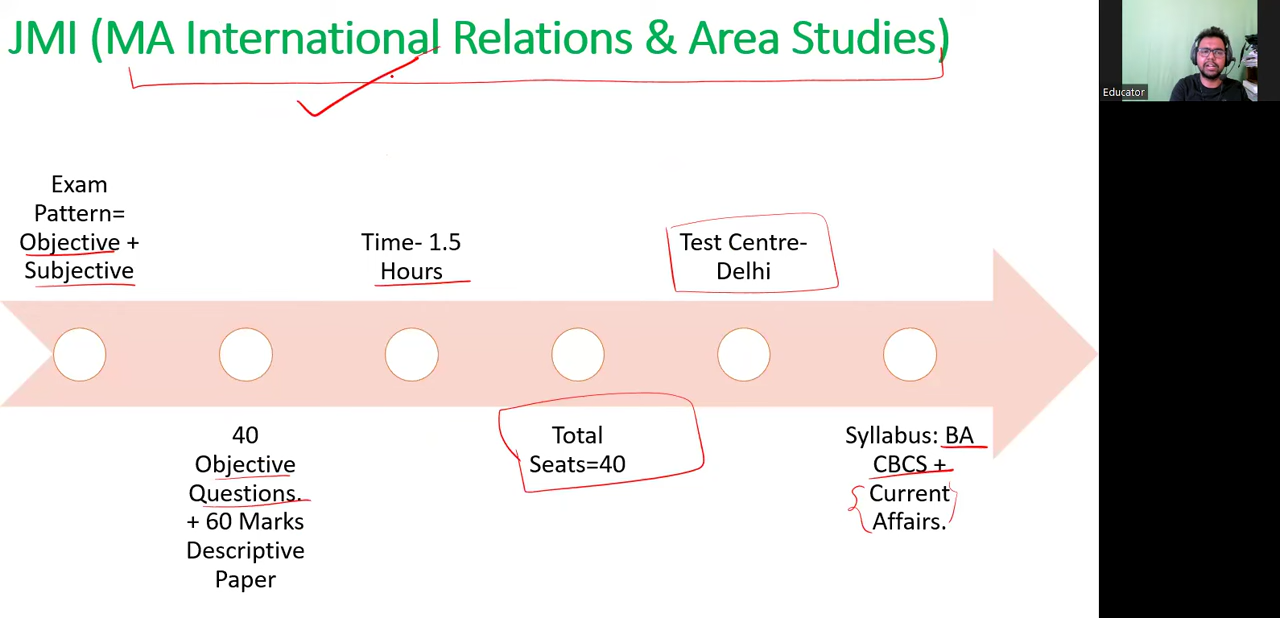 JMI (MA International Relations & Area Studies)
Educator
Exam
Pattern=
Objective +
Subjective
40
Objective
Questions.
+ 60 Marks
Descriptive
Paper
Time- 1.5
Hours
Total
Seats=40
Test Centre-
Delhi
Syllabus: BA
CBCS +
Current
Affairs.